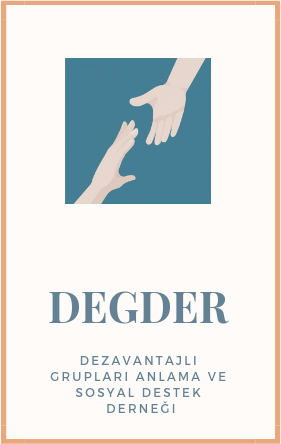 DEGDER
DEZAVANTAJLI
GRUPLARI ANLAMA VE
SOSYAL DESTEK
DERNEĞI